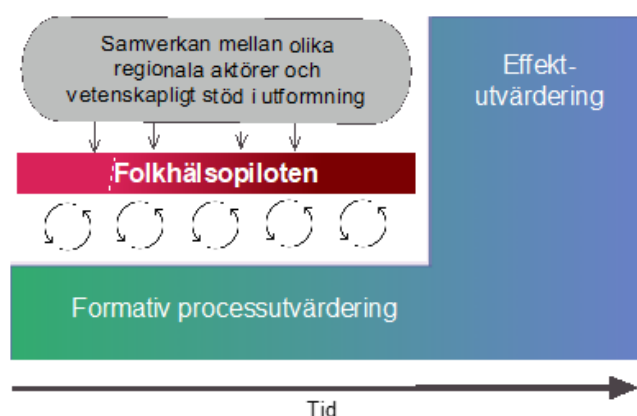 Samverkan mellan olika
regionala aktörer och
vetenskapligt stöd i utformning
Effekt-
utvärdering
Folkhälsopiloten
Formativ processutvärdering
Tid